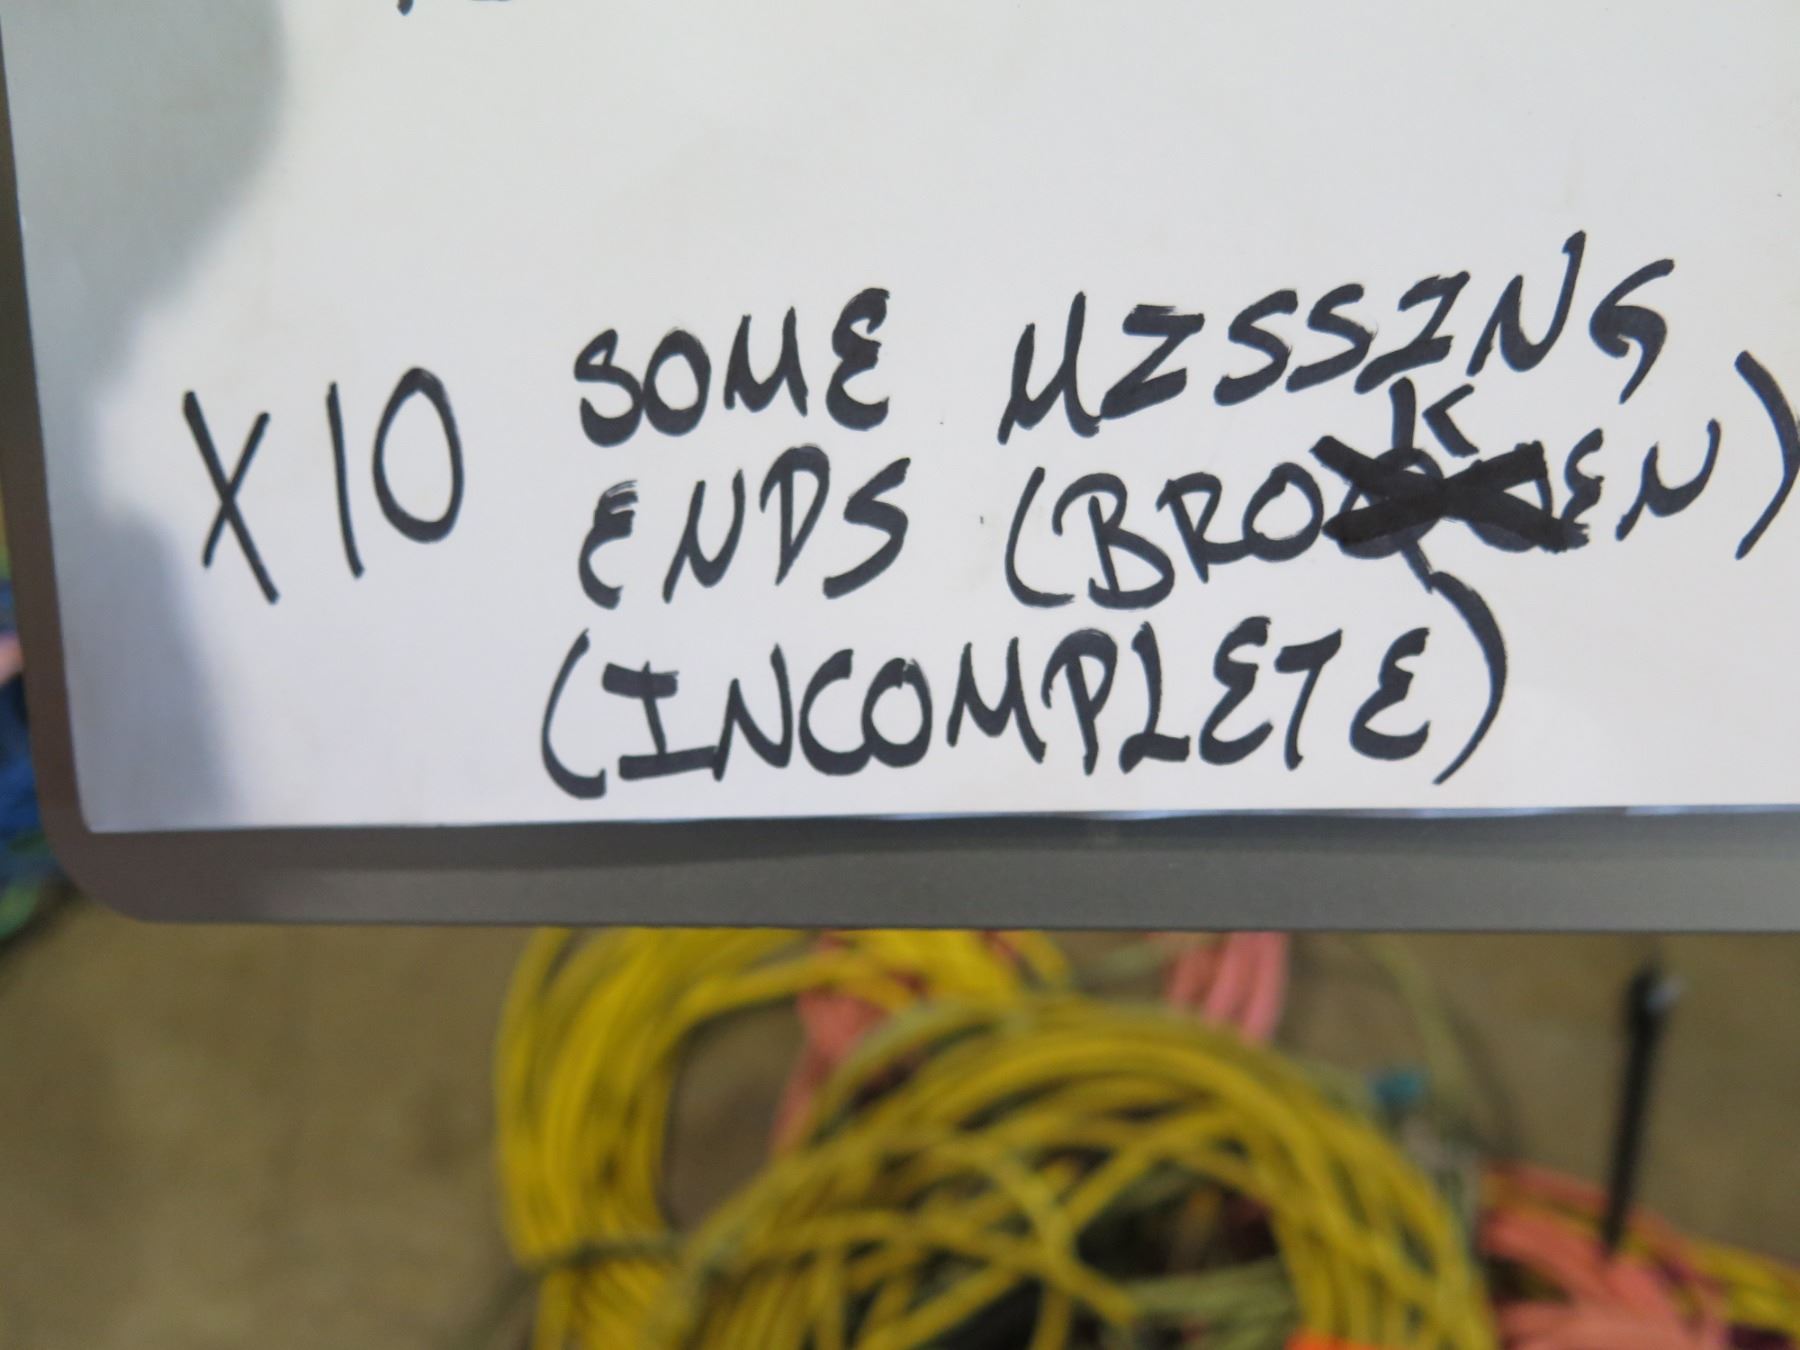 X10 SOME MISSING
ENDS (BROKEN)
(INCOMPLETE)